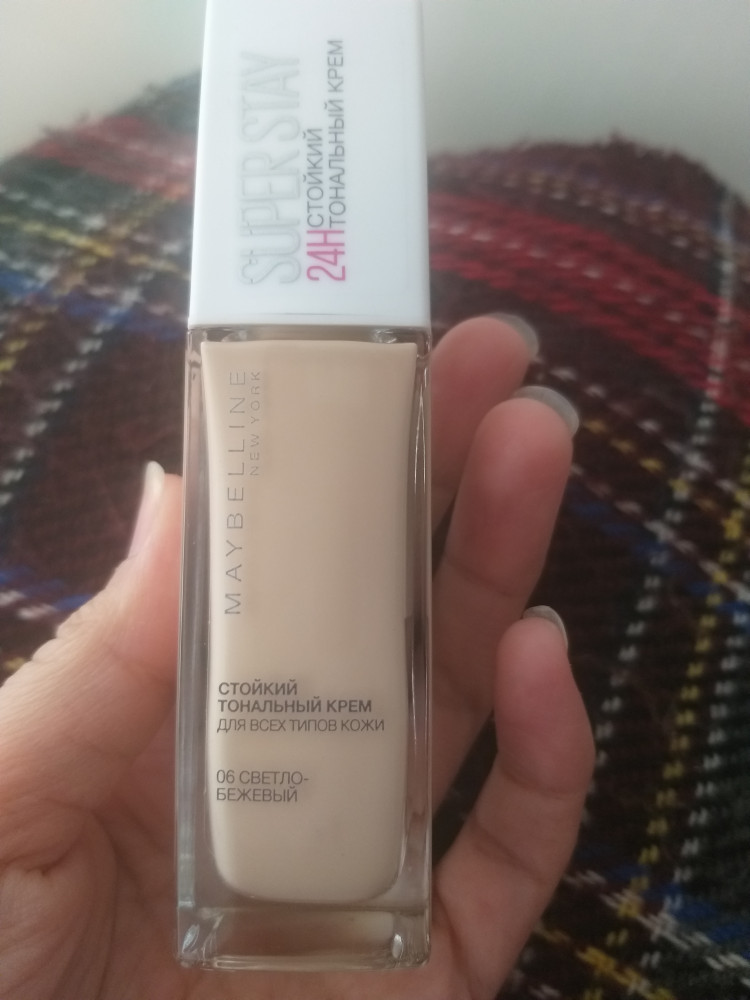 SUPER STAY
24H СТОЙКИЙ
ТОНАЛЬНЫЙ КРЕМ
MAYBELLINE
NEW YORK
СТОЙКИЙ
ТОНАЛЬНЫЙ КРЕМ
ДЛЯ ВСЕХ ТИПОВ КОЖИ
06 СВЕТЛО-
БЕЖЕВЫЙ